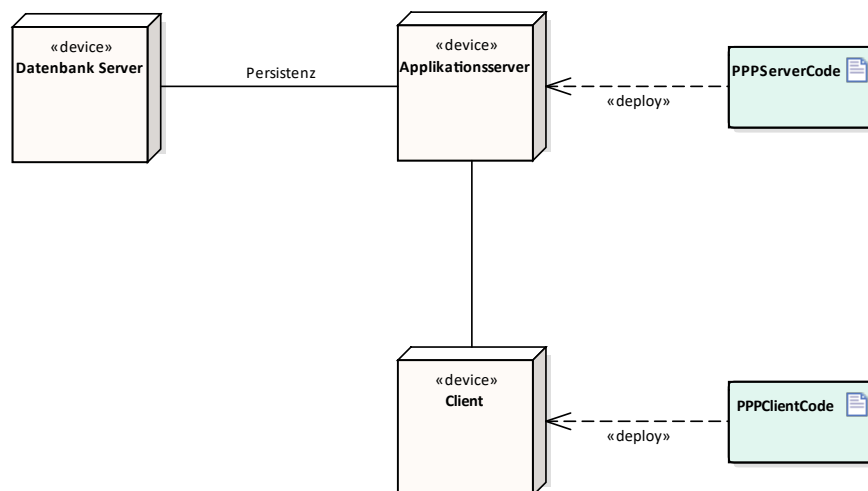 «device»
Datenbank Server
Persistenz
«device»
Applikationsserver
«deploy»
PPPServerCode
«device»
Client
«deploy»
PPPClientCode